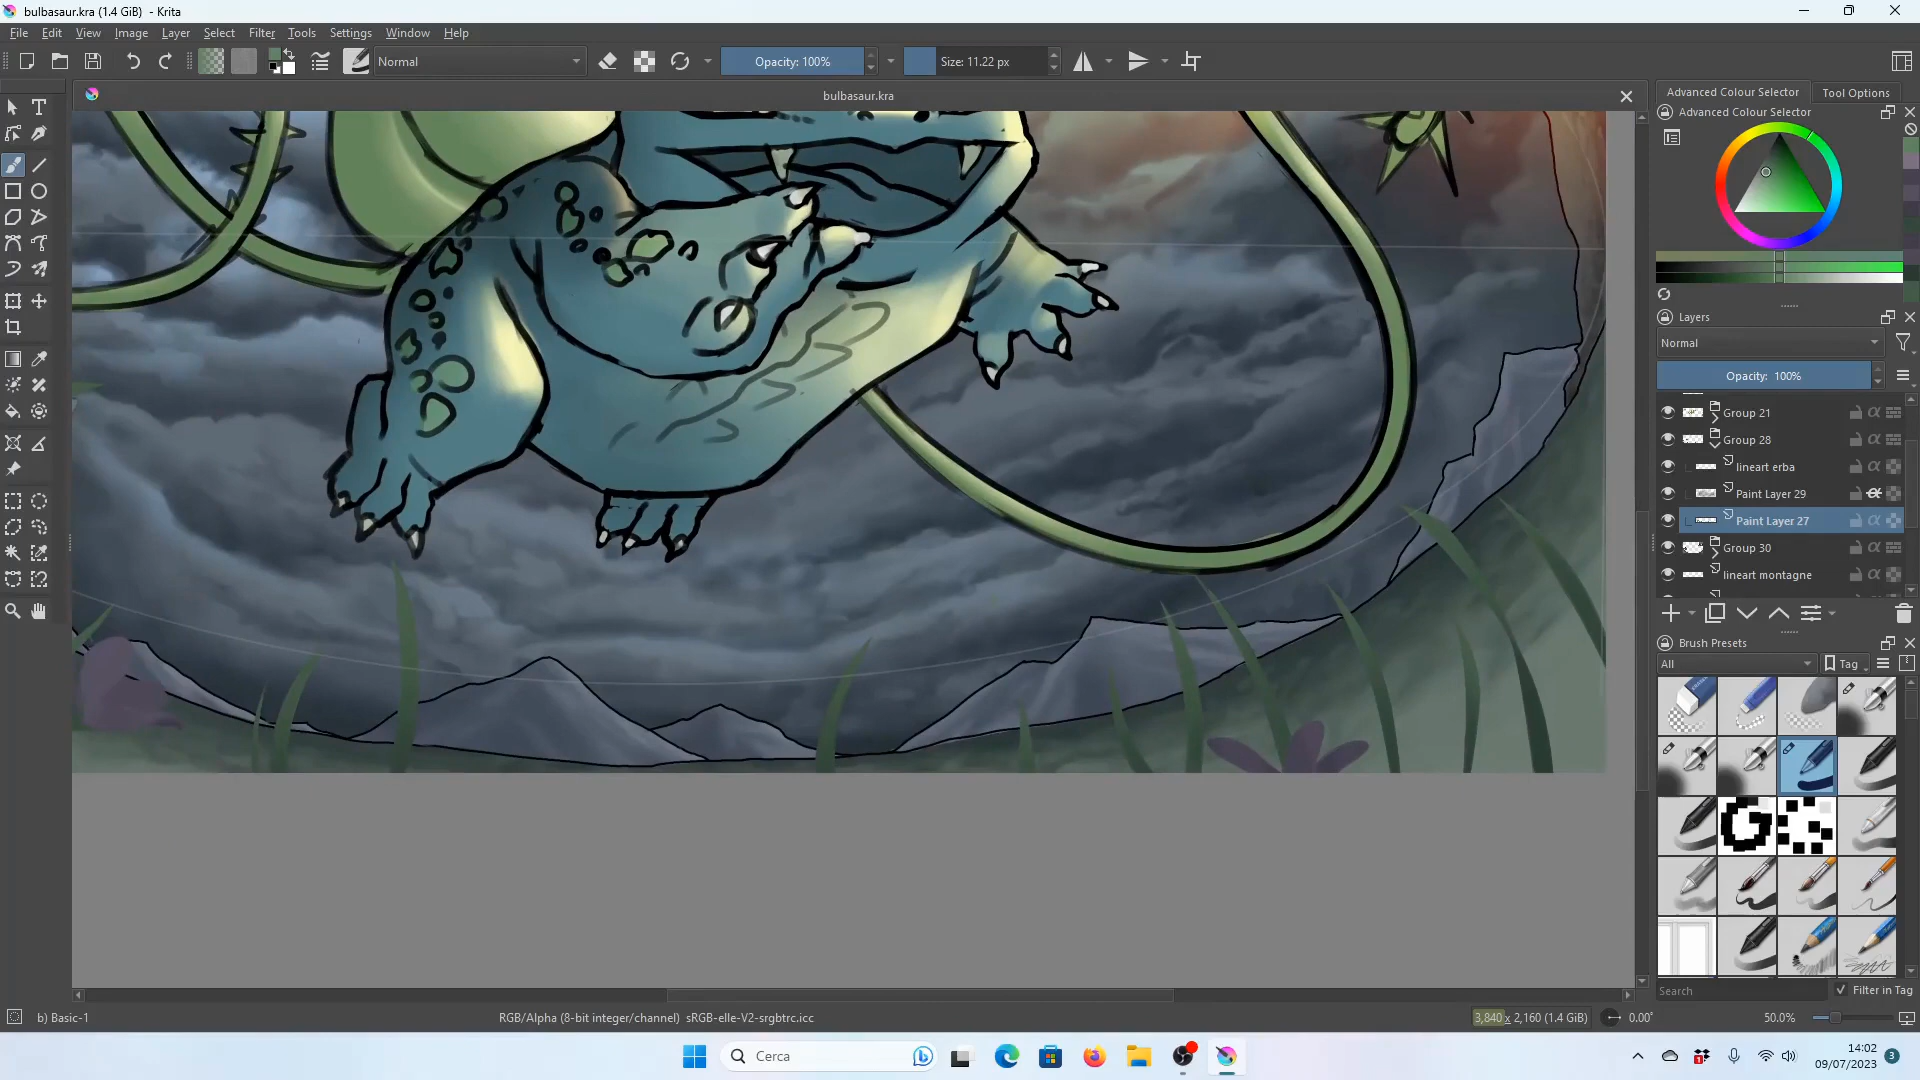 bulbasaur.kra (1.4 GiB) - Krita
File Edit View Image Layer Select Filter Tools Settings Window Help
Normal Opacity: 100% Size: 11.22 px
bulbasaur.kra
Advanced Colour Selector Tool Options
Advanced Colour Selector
Layers
Normal
Opacity: 100%
Group 21
Group 28
lineart erba
Paint Layer 29
Paint Layer 27
Group 30
lineart montagne
Brush Presets
All Tag
Search Filter in Tag
b) Basic-1 RGB/Alpha (8-bit integer/channel) sRGB-elle-V2-srgbtrc.icc 3,840 x 2,160 (1.4 GiB) 0.00° 50.0%
Cerca
14:02
09/07/2023
3
1